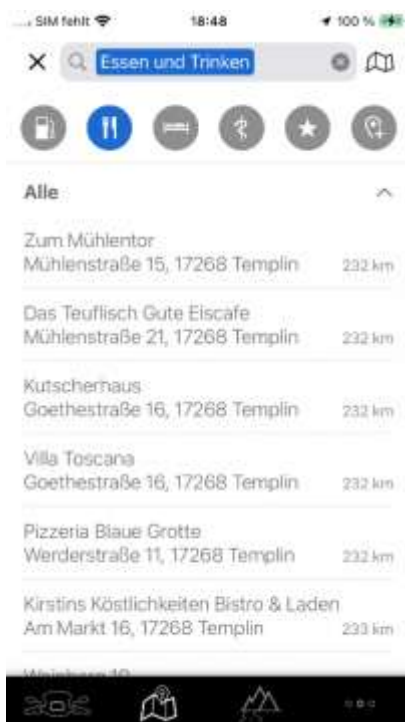 SIM fehlt 18:48 100 %
Essen und Trinken
Alle
Zum Mühlentor
Mühlenstraße 15, 17268 Templin 232 km
Das Teuflisch Gute Eiscafe
Mühlenstraße 21, 17268 Templin 232 km
Kutscherhaus
Goethestraße 16, 17268 Templin 232 km
Villa Toscana
Goethestraße 16, 17268 Templin 232 km
Pizzeria Blaue Grotte
Werderstraße 11, 17268 Templin 232 km
Kirstins Köstlichkeiten Bistro & Laden
Am Markt 16, 17268 Templin 233 km